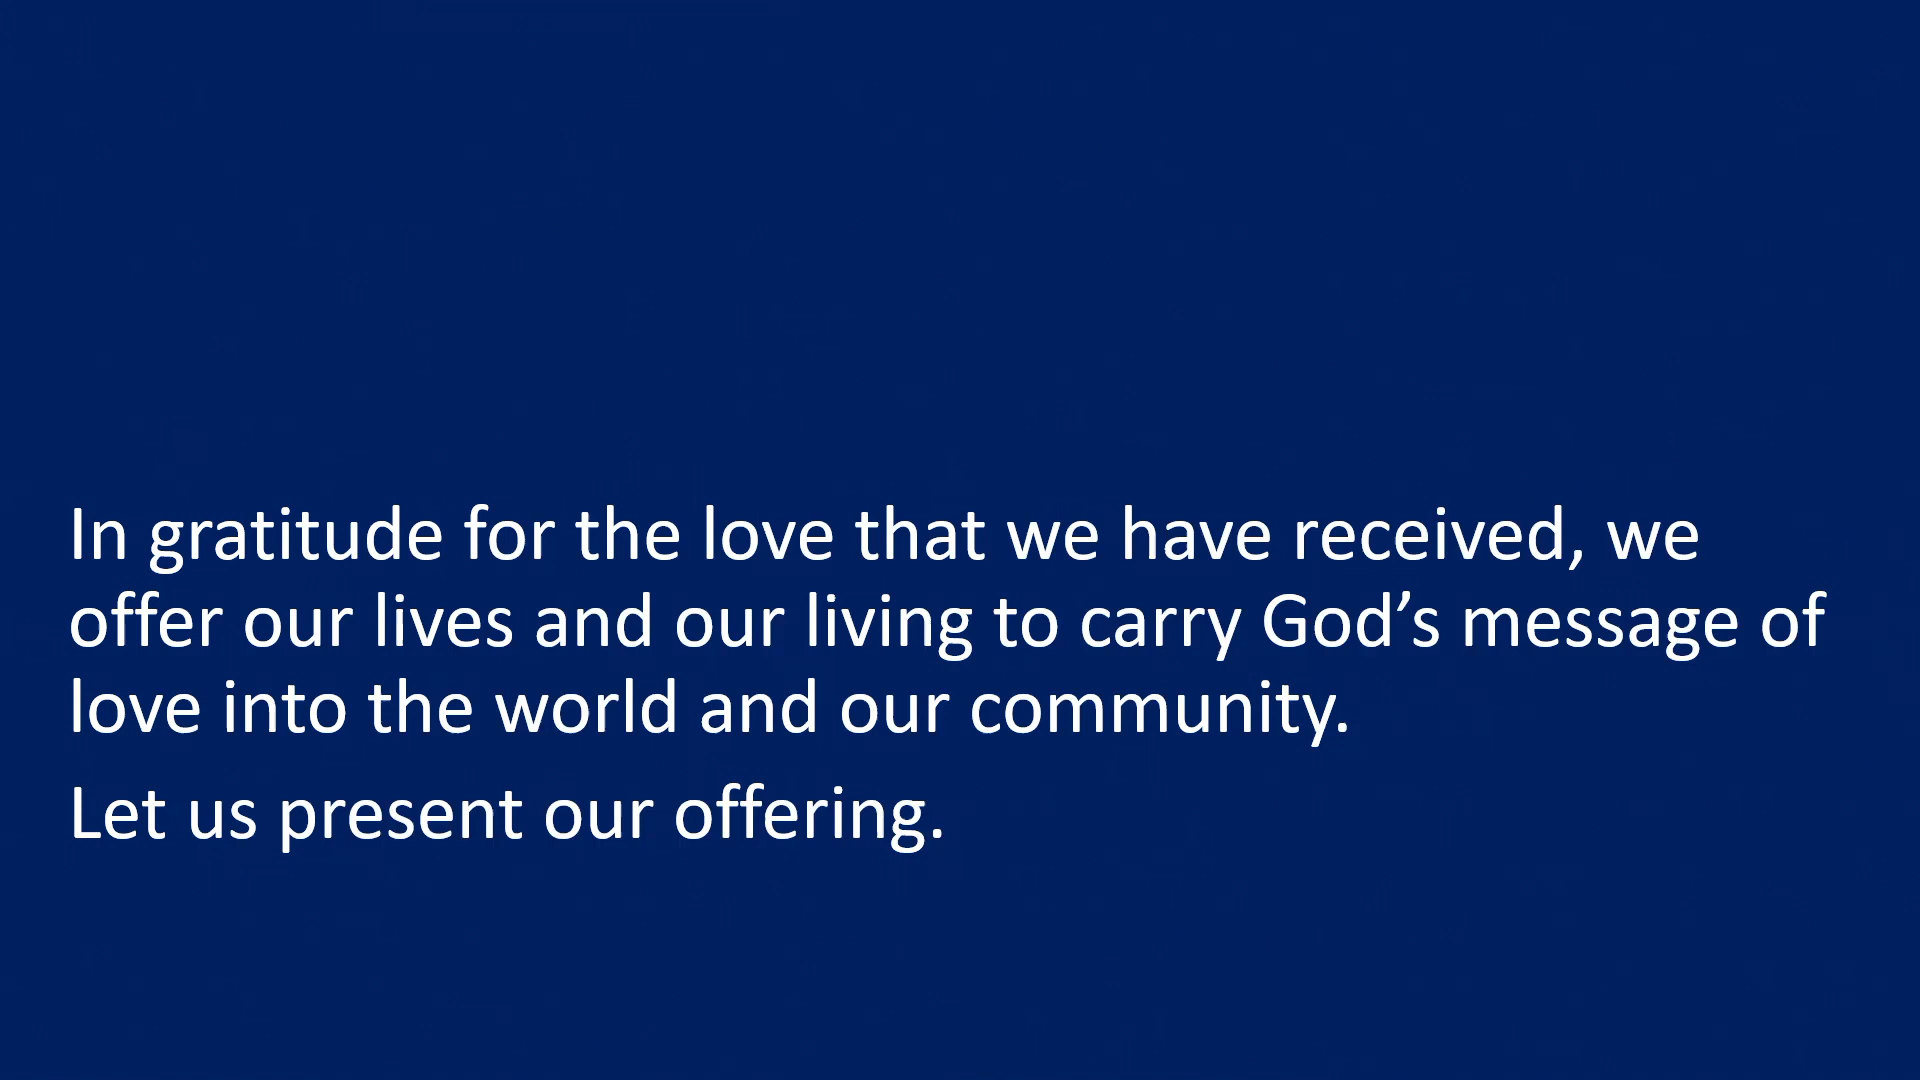 In gratitude for the love that we have received, we
offer our lives and our living to carry God’s message of
love into the world and our community.
Let us present our offering.